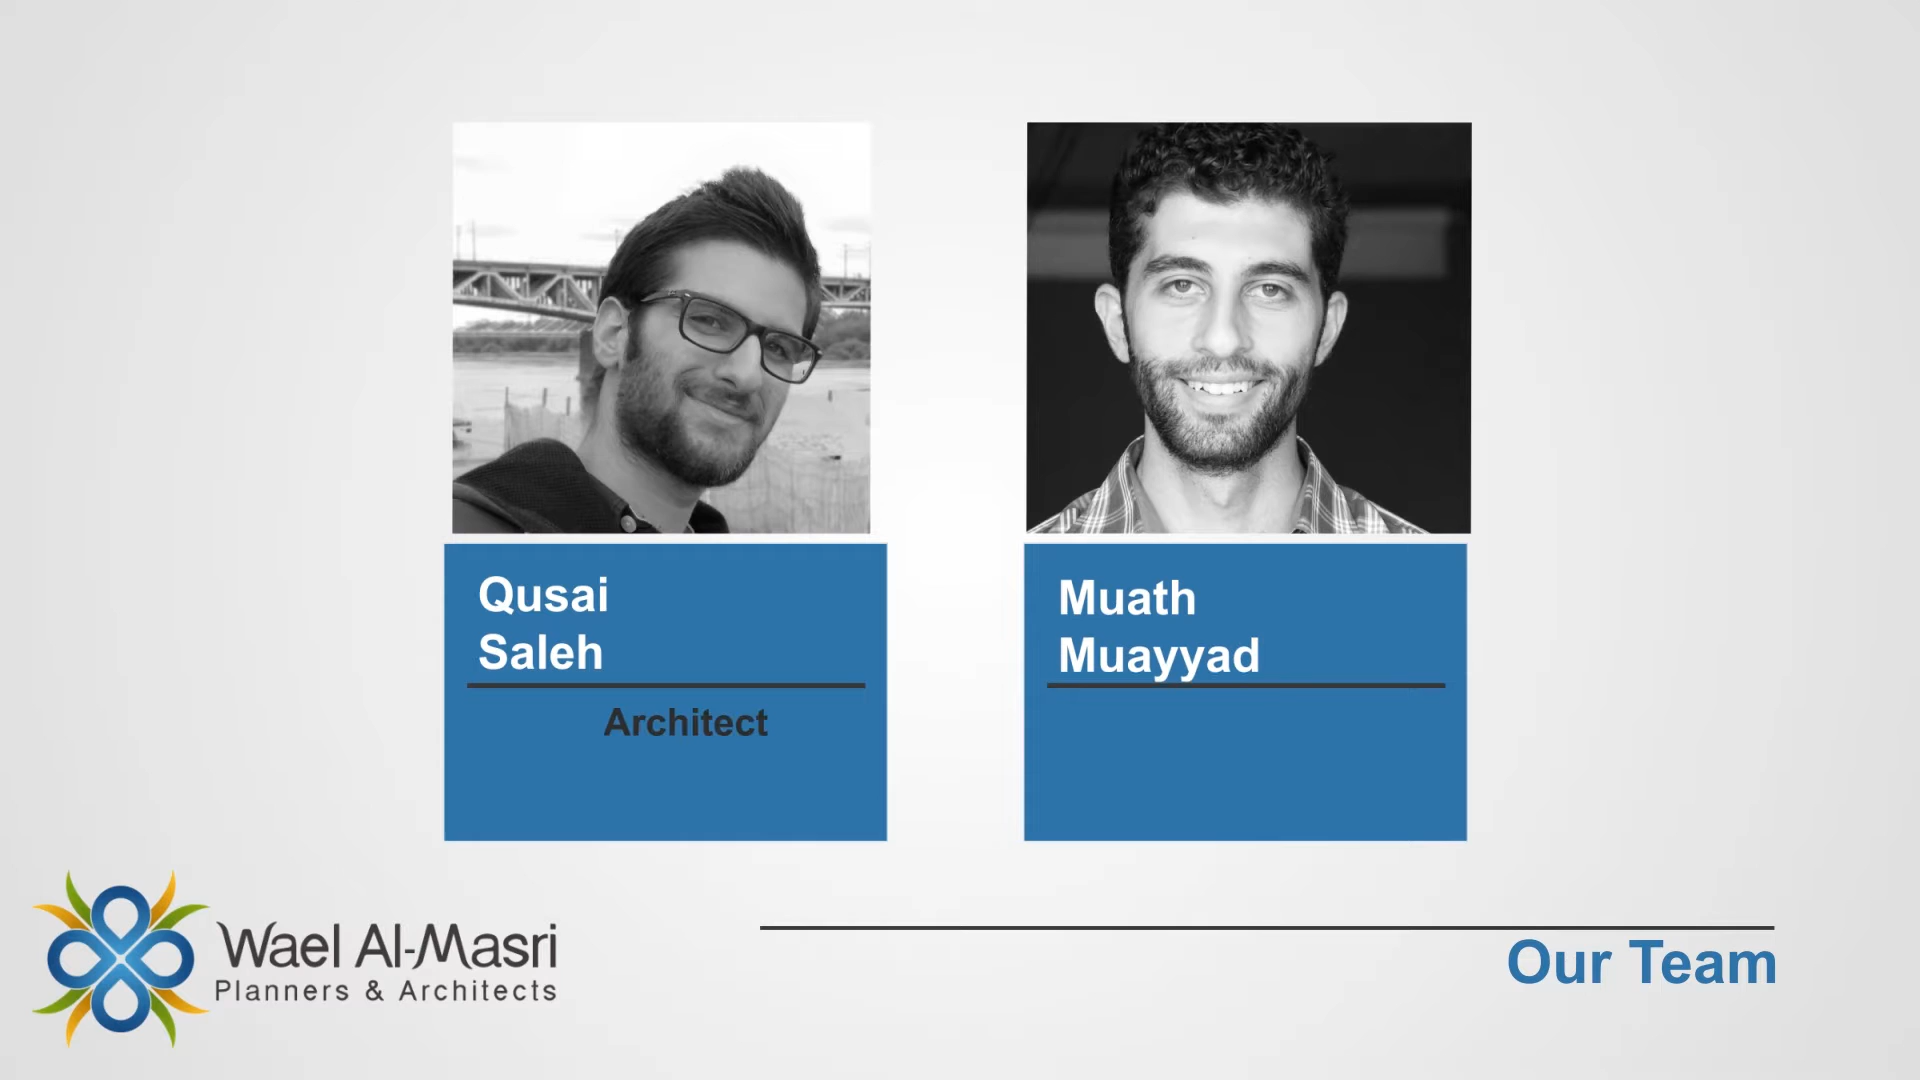 Qusai
Saleh
Architect
Muath
Muayyad
Wael Al-Masri
Planners & Architects
Our Team